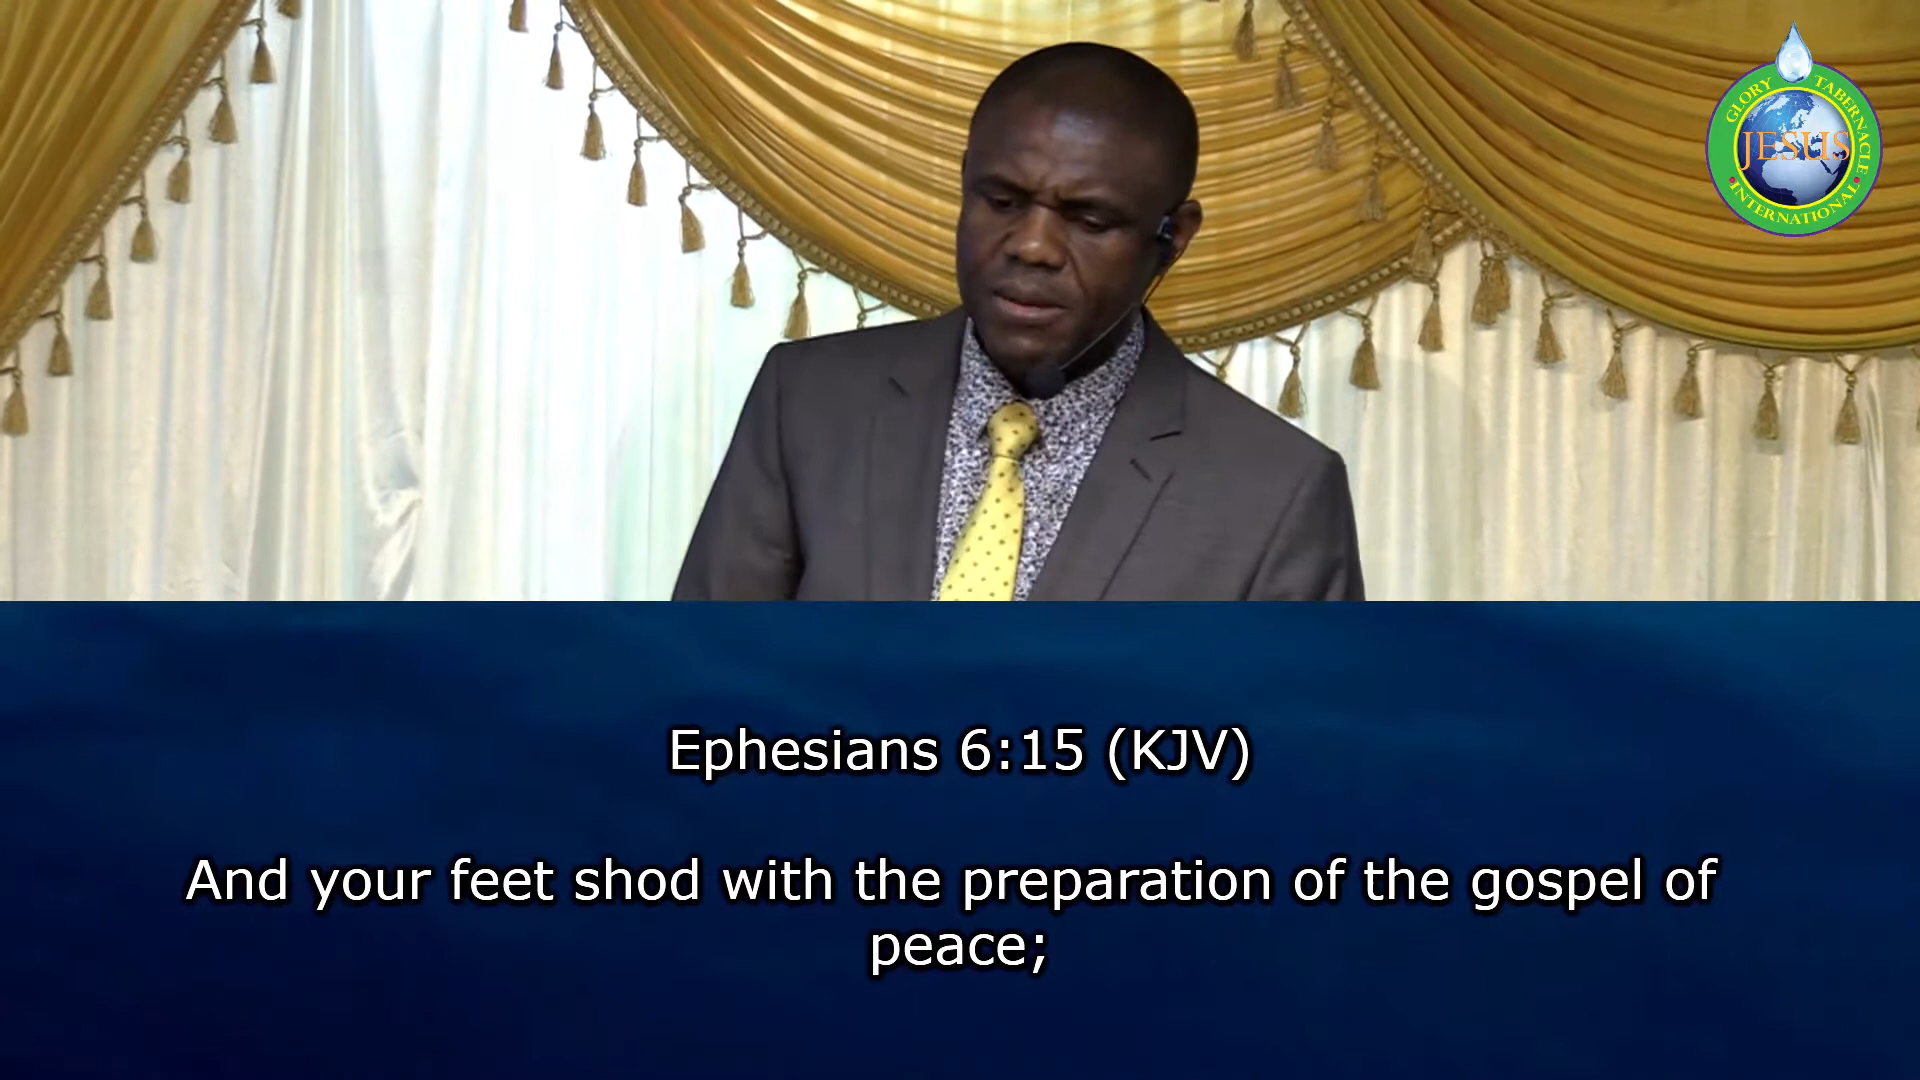 GLORY TABERNACLE
JESUS
INTERNATIONAL
Ephesians 6:15 (KJV)
And your feet shod with the preparation of the gospel of
peace;